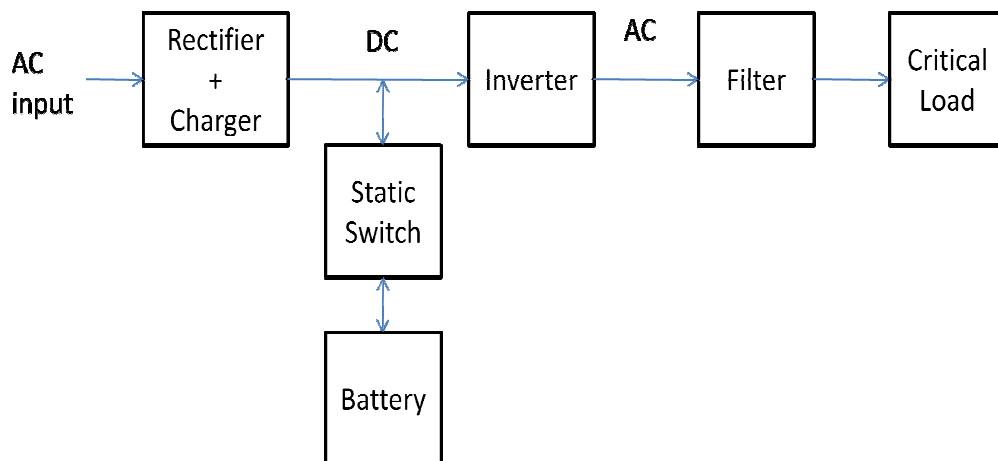 AC
input
Rectifier
+
Charger
DC
Inverter
AC
Filter
Critical
Load
Static
Switch
Battery